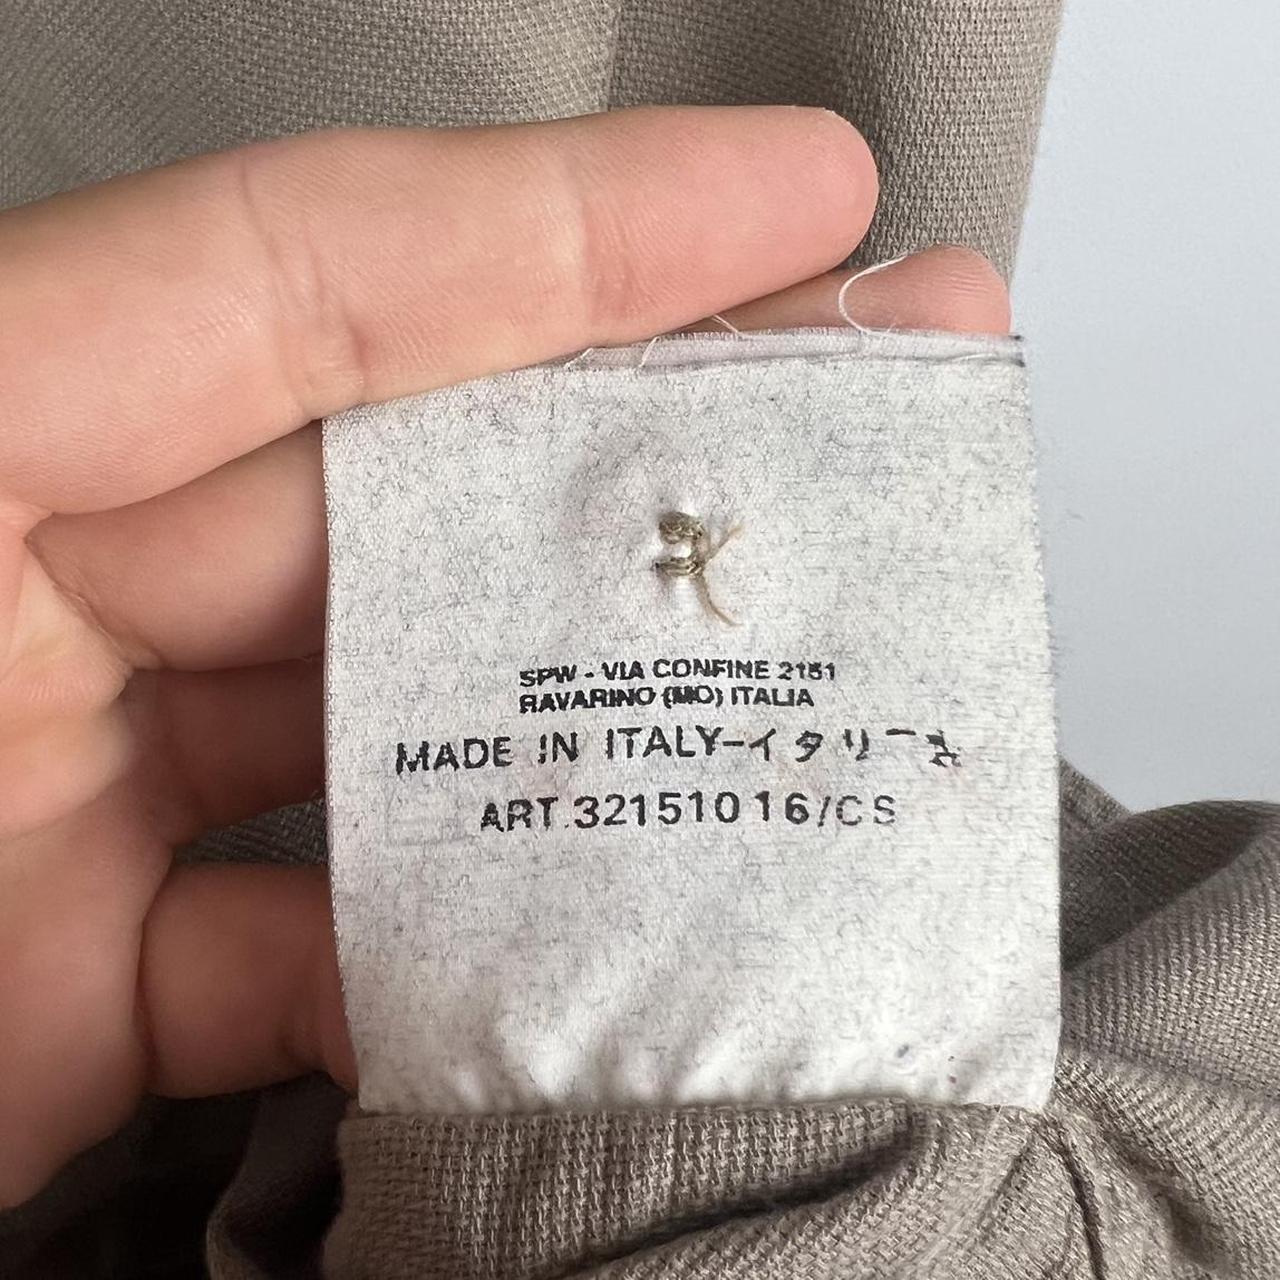 SPW - VIA CONFINE 2151
RAVARINO (MO) ITALIA
MADE IN ITALY-イタリー製
ART.32151016/CS